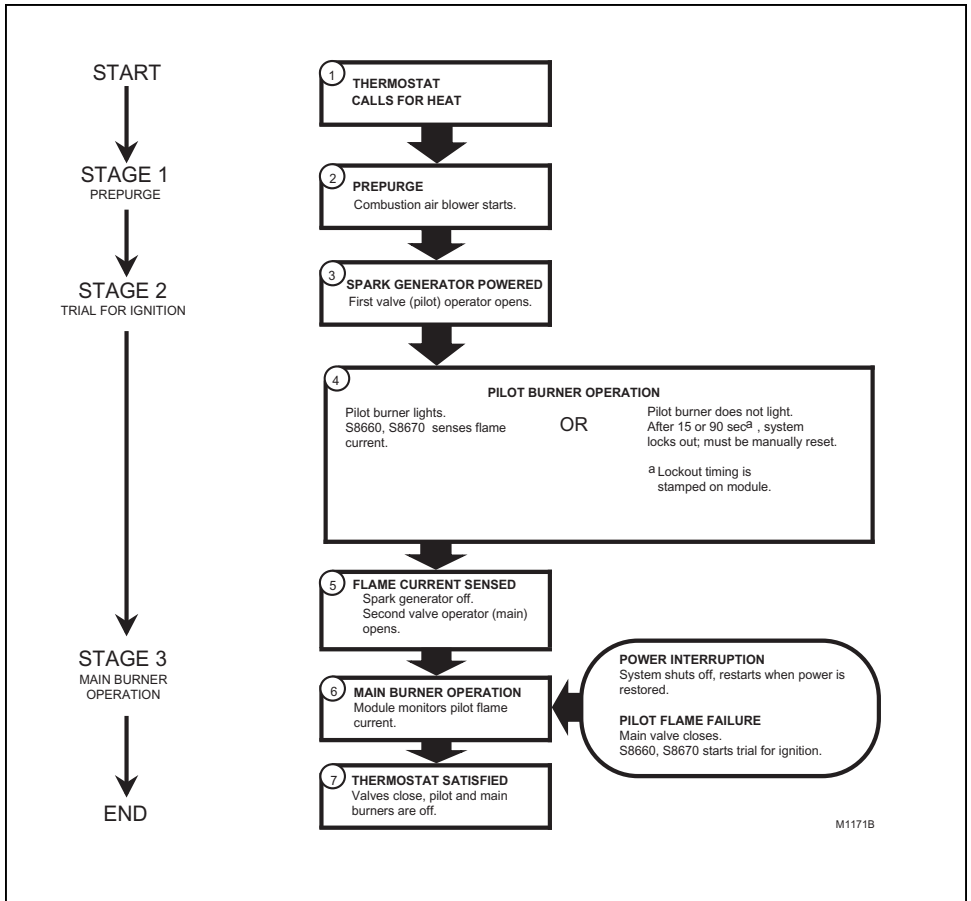 START
STAGE 1
PREPURGE
STAGE 2
TRIAL FOR IGNITION
STAGE 3
MAIN BURNER
OPERATION
END
1
THERMOSTAT
CALLS FOR HEAT
2
PREPURGE
Combustion air blower starts.
3
SPARK GENERATOR POWERED
First valve (pilot) operator opens.
4
PILOT BURNER OPERATION
Pilot burner lights.
S8660, S8670 senses flame
current.
OR
Pilot burner does not light.
After 15 or 90 secᵃ , system
locks out; must be manually reset.
ᵃ Lockout timing is
stamped on module.
5
FLAME CURRENT SENSED
Spark generator off.
Second valve operator (main)
opens.
6
MAIN BURNER OPERATION
Module monitors pilot flame
current.
POWER INTERRUPTION
System shuts off, restarts when power is
restored.
PILOT FLAME FAILURE
Main valve closes.
S8660, S8670 starts trial for ignition.
7
THERMOSTAT SATISFIED
Valves close, pilot and main
burners are off.
M1171B